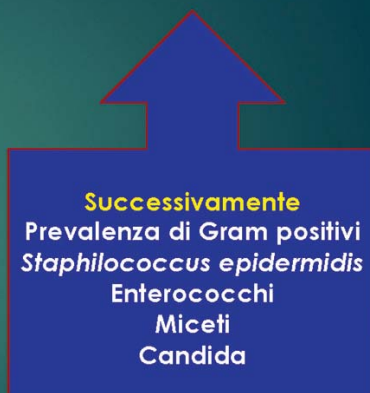 Successivamente
Prevalenza di Gram positivi
Staphilococcus epidermidis
Enterococchi
Miceti
Candida